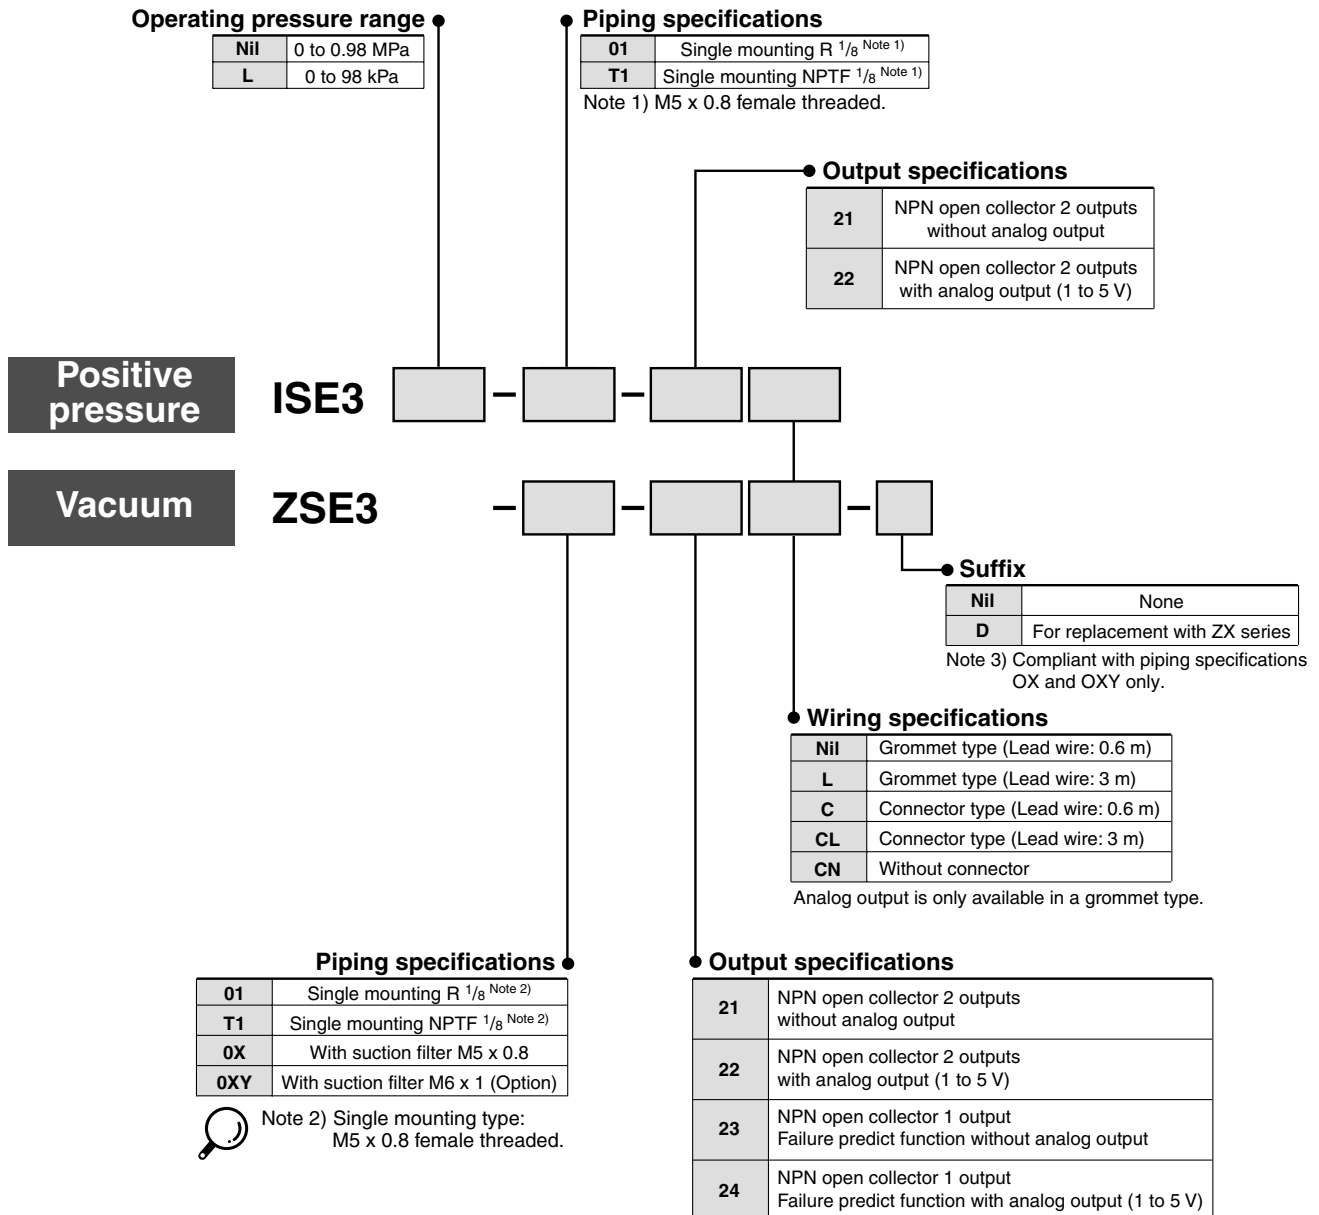 Operating pressure range
Nil 0 to 0.98 MPa
L 0 to 98 kPa
Piping specifications
01 Single mounting R 1/8 Note 1)
T1 Single mounting NPTF 1/8 Note 1)
Note 1) M5 x 0.8 female threaded.
Output specifications
21 NPN open collector 2 outputs
without analog output
22 NPN open collector 2 outputs
with analog output (1 to 5 V)
Positive
pressure
ISE3 – –
Vacuum
ZSE3 – – –
Suffix
Nil None
D For replacement with ZX series
Note 3) Compliant with piping specifications
OX and OXY only.
Wiring specifications
Nil Grommet type (Lead wire: 0.6 m)
L Grommet type (Lead wire: 3 m)
C Connector type (Lead wire: 0.6 m)
CL Connector type (Lead wire: 3 m)
CN Without connector
Analog output is only available in a grommet type.
Piping specifications
01 Single mounting R 1/8 Note 2)
T1 Single mounting NPTF 1/8 Note 2)
0X With suction filter M5 x 0.8
0XY With suction filter M6 x 1 (Option)
Note 2) Single mounting type:
M5 x 0.8 female threaded.
Output specifications
21 NPN open collector 2 outputs
without analog output
22 NPN open collector 2 outputs
with analog output (1 to 5 V)
23 NPN open collector 1 output
Failure predict function without analog output
24 NPN open collector 1 output
Failure predict function with analog output (1 to 5 V)